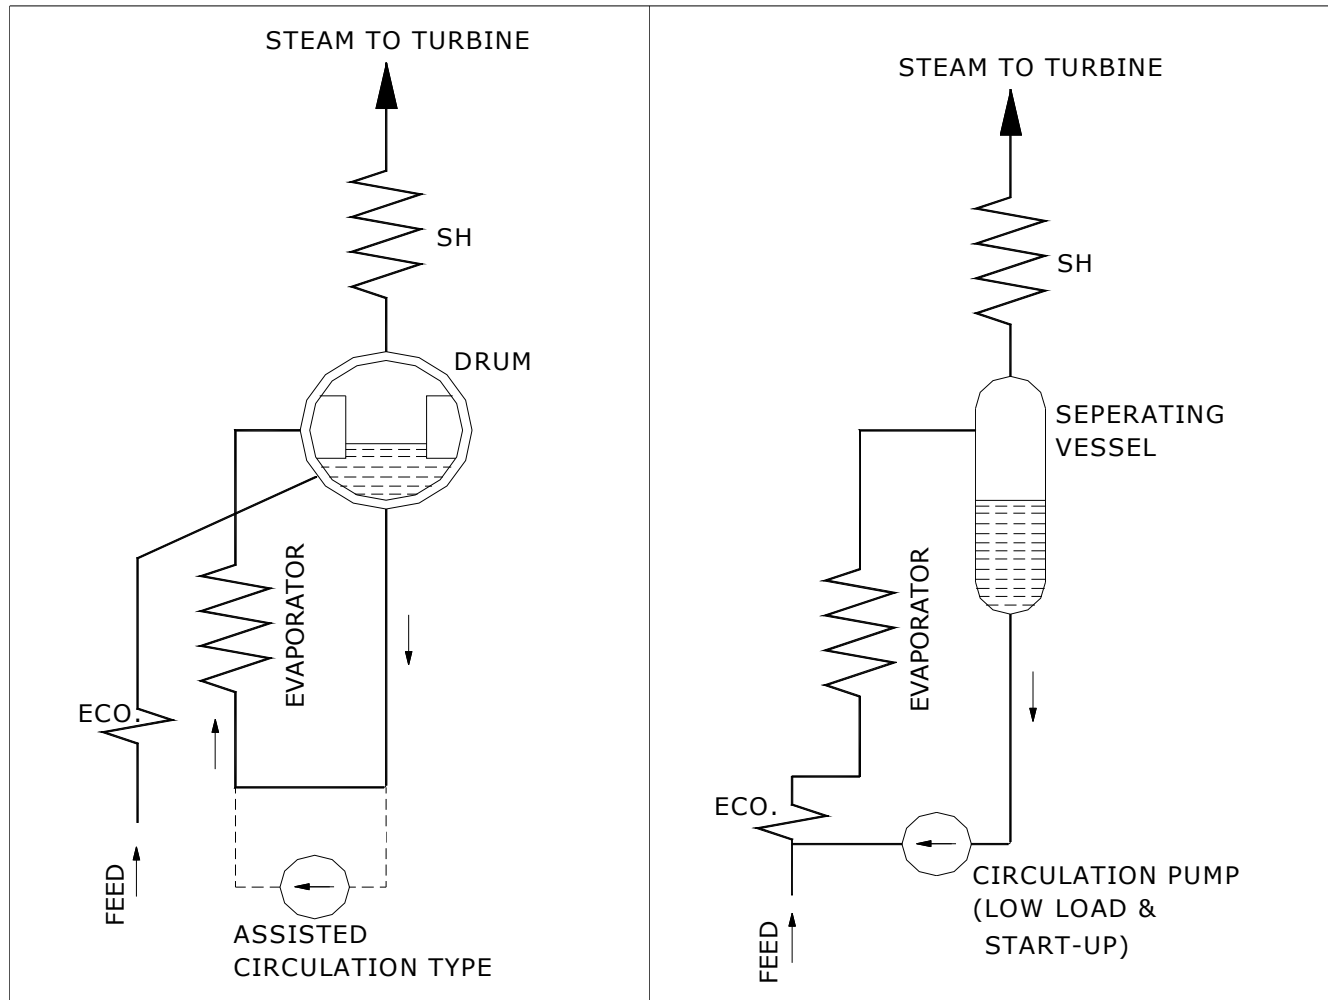 STEAM TO TURBINE
SH
DRUM
EVAPORATOR
ECO.
FEED
ASSISTED
CIRCULATION TYPE
STEAM TO TURBINE
SH
SEPERATING
VESSEL
EVAPORATOR
ECO.
CIRCULATION PUMP
(LOW LOAD &
START-UP)
FEED